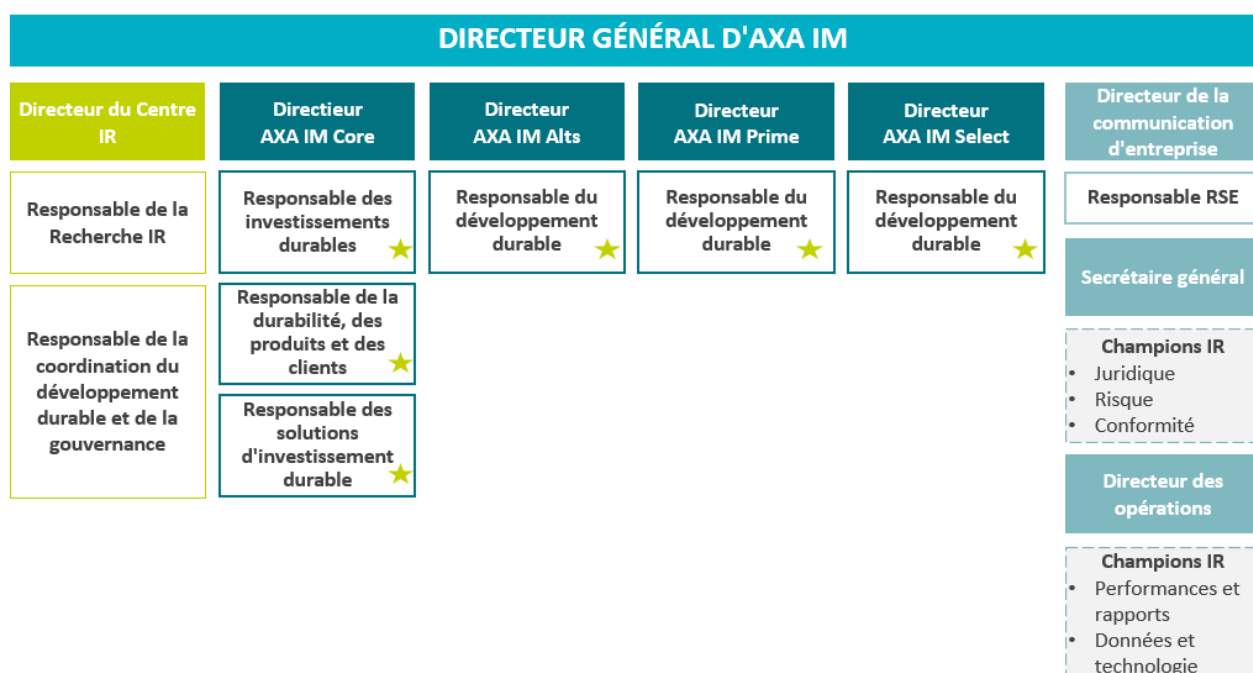 DIRECTEUR GÉNÉRAL D'AXA IM
Directeur du Centre
IR
Responsable de la
Recherche IR
Responsable de la
coordination du
développement
durable et de la
gouvernance
Directieur
AXA IM Core
Responsable des
investissements
durables
Responsable de la
durabilité, des
produits et des
clients
Responsable des
solutions
d'investissement
durable
Directeur
AXA IM Alts
Responsable du
développement
durable
Directeur
AXA IM Prime
Responsable du
développement
durable
Directeur
AXA IM Select
Responsable du
développement
durable
Directeur de la
communication
d'entreprise
Responsable RSE
Secrétaire général
Champions IR
• Juridique
• Risque
• Conformité
Directeur des
opérations
Champions IR
• Performances et
rapports
• Données et
technologie